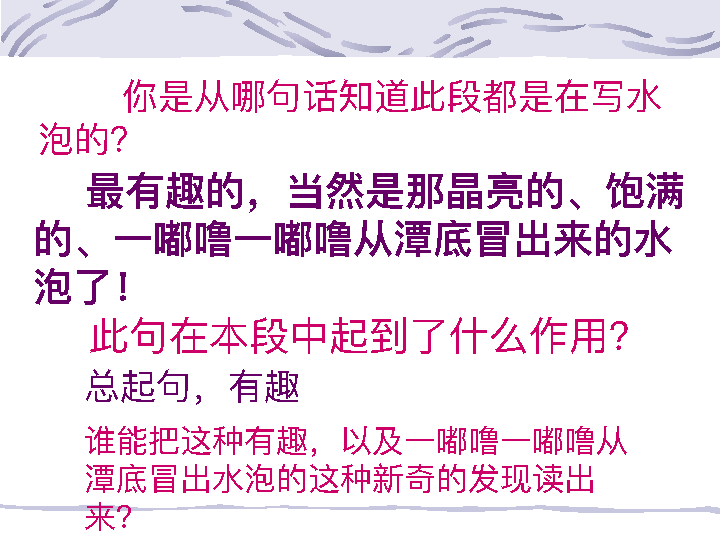 你是从哪句话知道此段都是在写水
泡的？
最有趣的，当然是那晶亮的、饱满
的、一嘟噜一嘟噜从潭底冒出来的水
泡了！
此句在本段中起到了什么作用？
总起句，有趣
谁能把这种有趣，以及一嘟噜一嘟噜从
潭底冒出水泡的这种新奇的发现读出
来？